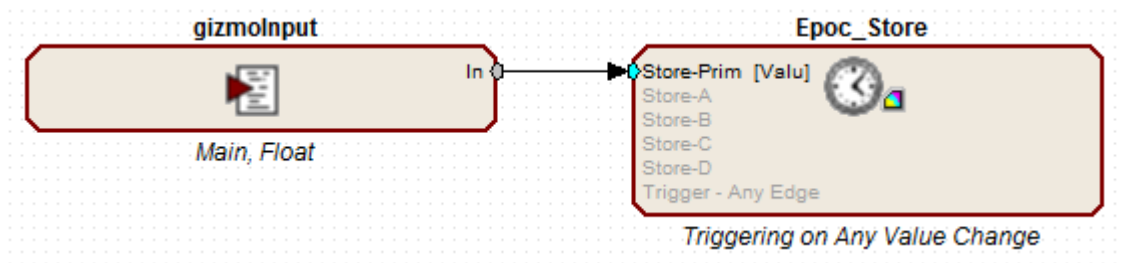 gizmoInput
In
Main, Float
Epoc_Store
Store-Prim [Valu]
Store-A
Store-B
Store-C
Store-D
Trigger - Any Edge
Triggering on Any Value Change